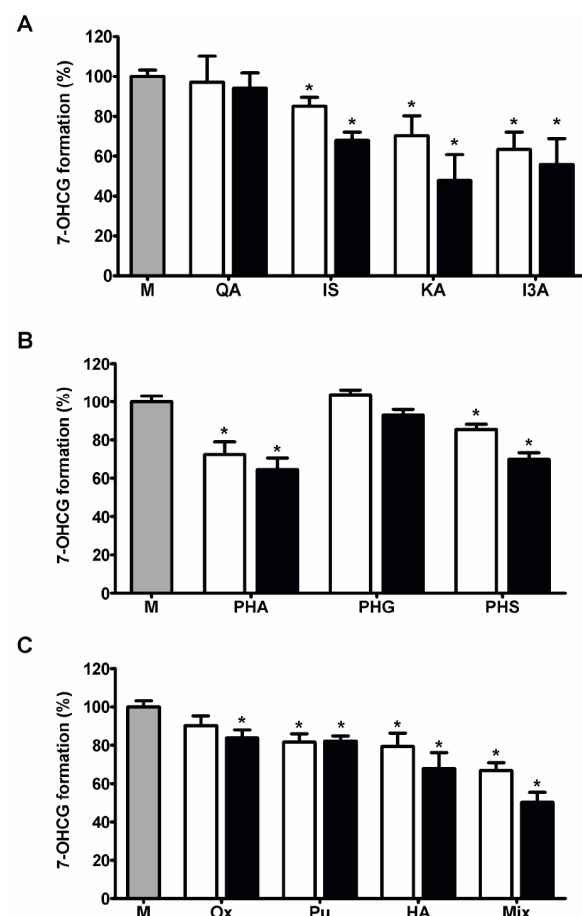 A
7-OHCG formation (%)
120
100
80
60
40
20
0
* * * * * *
M QA IS KA I3A
B
7-OHCG formation (%)
120
100
80
60
40
20
0
* * * *
M PHA PHG PHS
C
7-OHCG formation (%)
120
100
80
60
40
20
0
* * * * * * *
M Ox Pu HA Mix